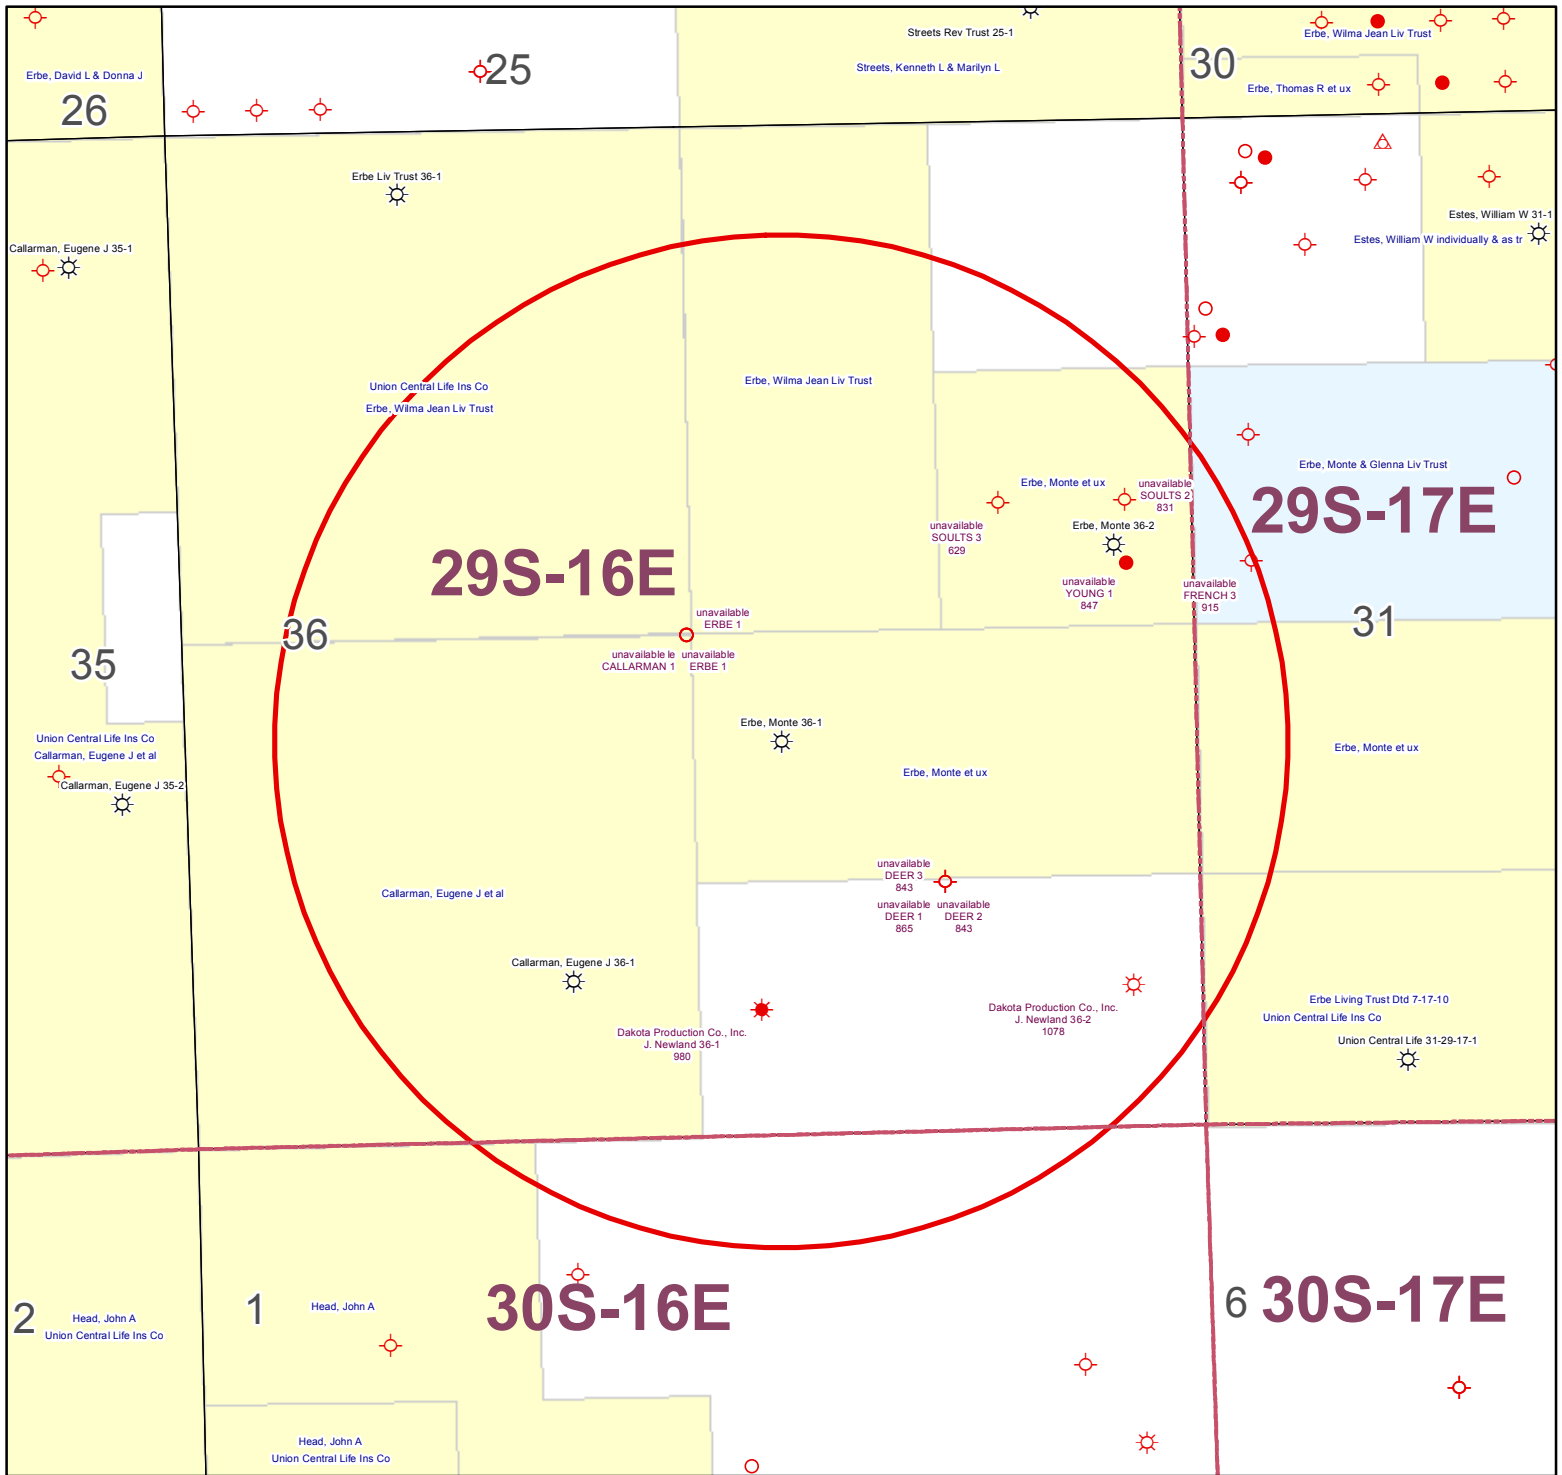 Streets Rev Trust 25-1
Erbe, Wilma Jean Liv Trust
25
30
Erbe, David L & Donna J
Streets, Kenneth L & Marilyn L
Erbe, Thomas R et ux
26
Erbe Liv Trust 36-1
Estes, William W 31-1
Callarman, Eugene J 35-1
Estes, William W individually & as tr
Union Central Life Ins Co
Erbe, Wilma Jean Liv Trust
Erbe, Wilma Jean Liv Trust
Erbe, Monte & Glenna Liv Trust
Erbe, Monte et ux
unavailable
SOULTS 2
831
29S-17E
unavailable
SOULTS 3
629
Erbe, Monte 36-2
29S-16E
unavailable
YOUNG 1
847
unavailable
FRENCH 3
915
unavailable
ERBE 1
36
31
35
unavailable le
CALLARMAN 1
unavailable
ERBE 1
Erbe, Monte 36-1
Union Central Life Ins Co
Callarman, Eugene J et al
Erbe, Monte et ux
Erbe, Monte et ux
Callarman, Eugene J 35-2
unavailable
DEER 3
843
Callarman, Eugene J et al
unavailable
DEER 1
865
unavailable
DEER 2
843
Callarman, Eugene J 36-1
Erbe Living Trust Dtd 7-17-10
Union Central Life Ins Co
Dakota Production Co., Inc.
J. Newland 36-2
1078
Dakota Production Co., Inc.
J. Newland 36-1
980
Union Central Life 31-29-17-1
30S-16E
30S-17E
1
Head, John A
2
Head, John A
Union Central Life Ins Co
6
Head, John A
Union Central Life Ins Co